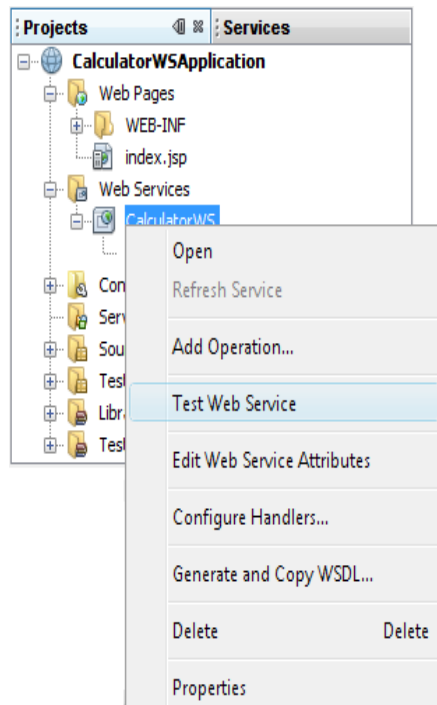 Projects Services
CalculatorWSApplication
Web Pages
WEB-INF
index.jsp
Web Services
CalculatorWS
Open
Refresh Service
Add Operation...
Test Web Service
Edit Web Service Attributes
Configure Handlers...
Generate and Copy WSDL...
Delete Delete
Properties